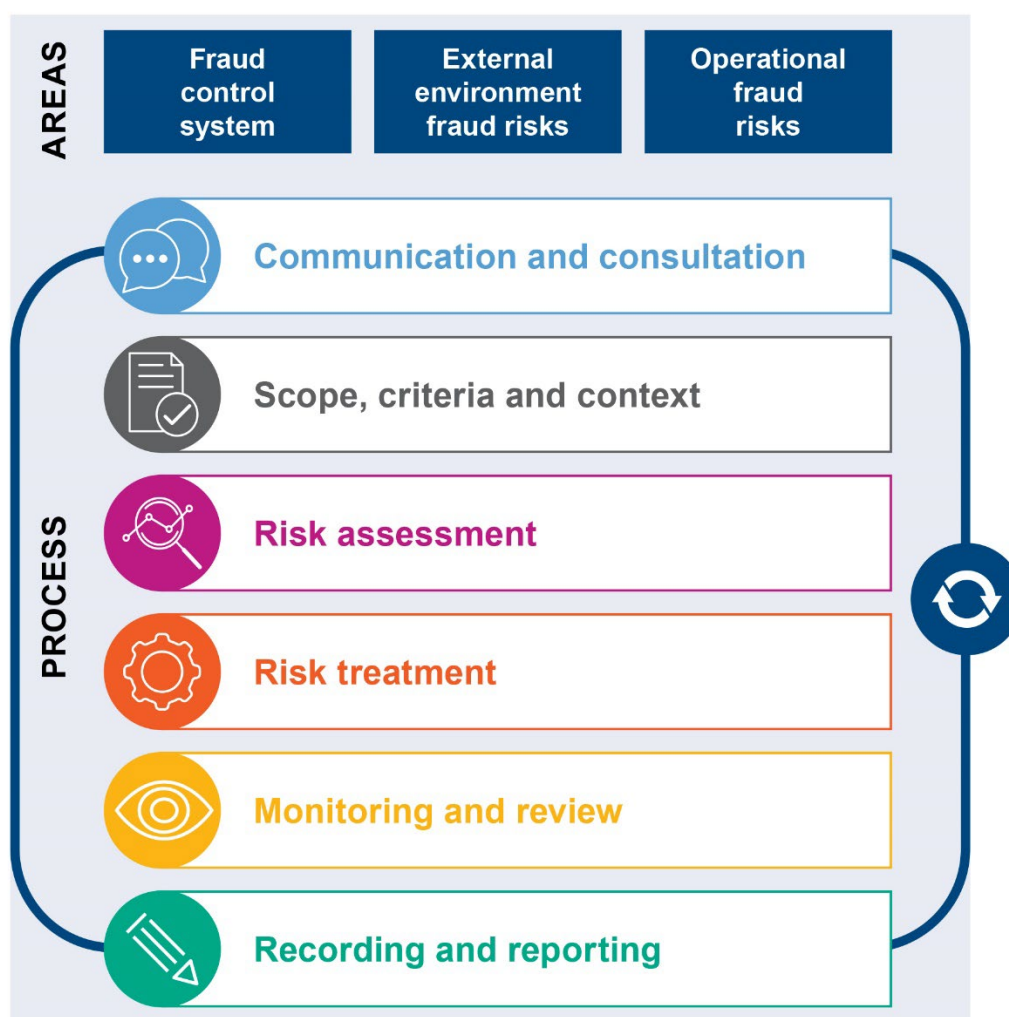 AREAS
Fraud
control
system
External
environment
fraud risks
Operational
fraud
risks
PROCESS
Communication and consultation
Scope, criteria and context
Risk assessment
Risk treatment
Monitoring and review
Recording and reporting